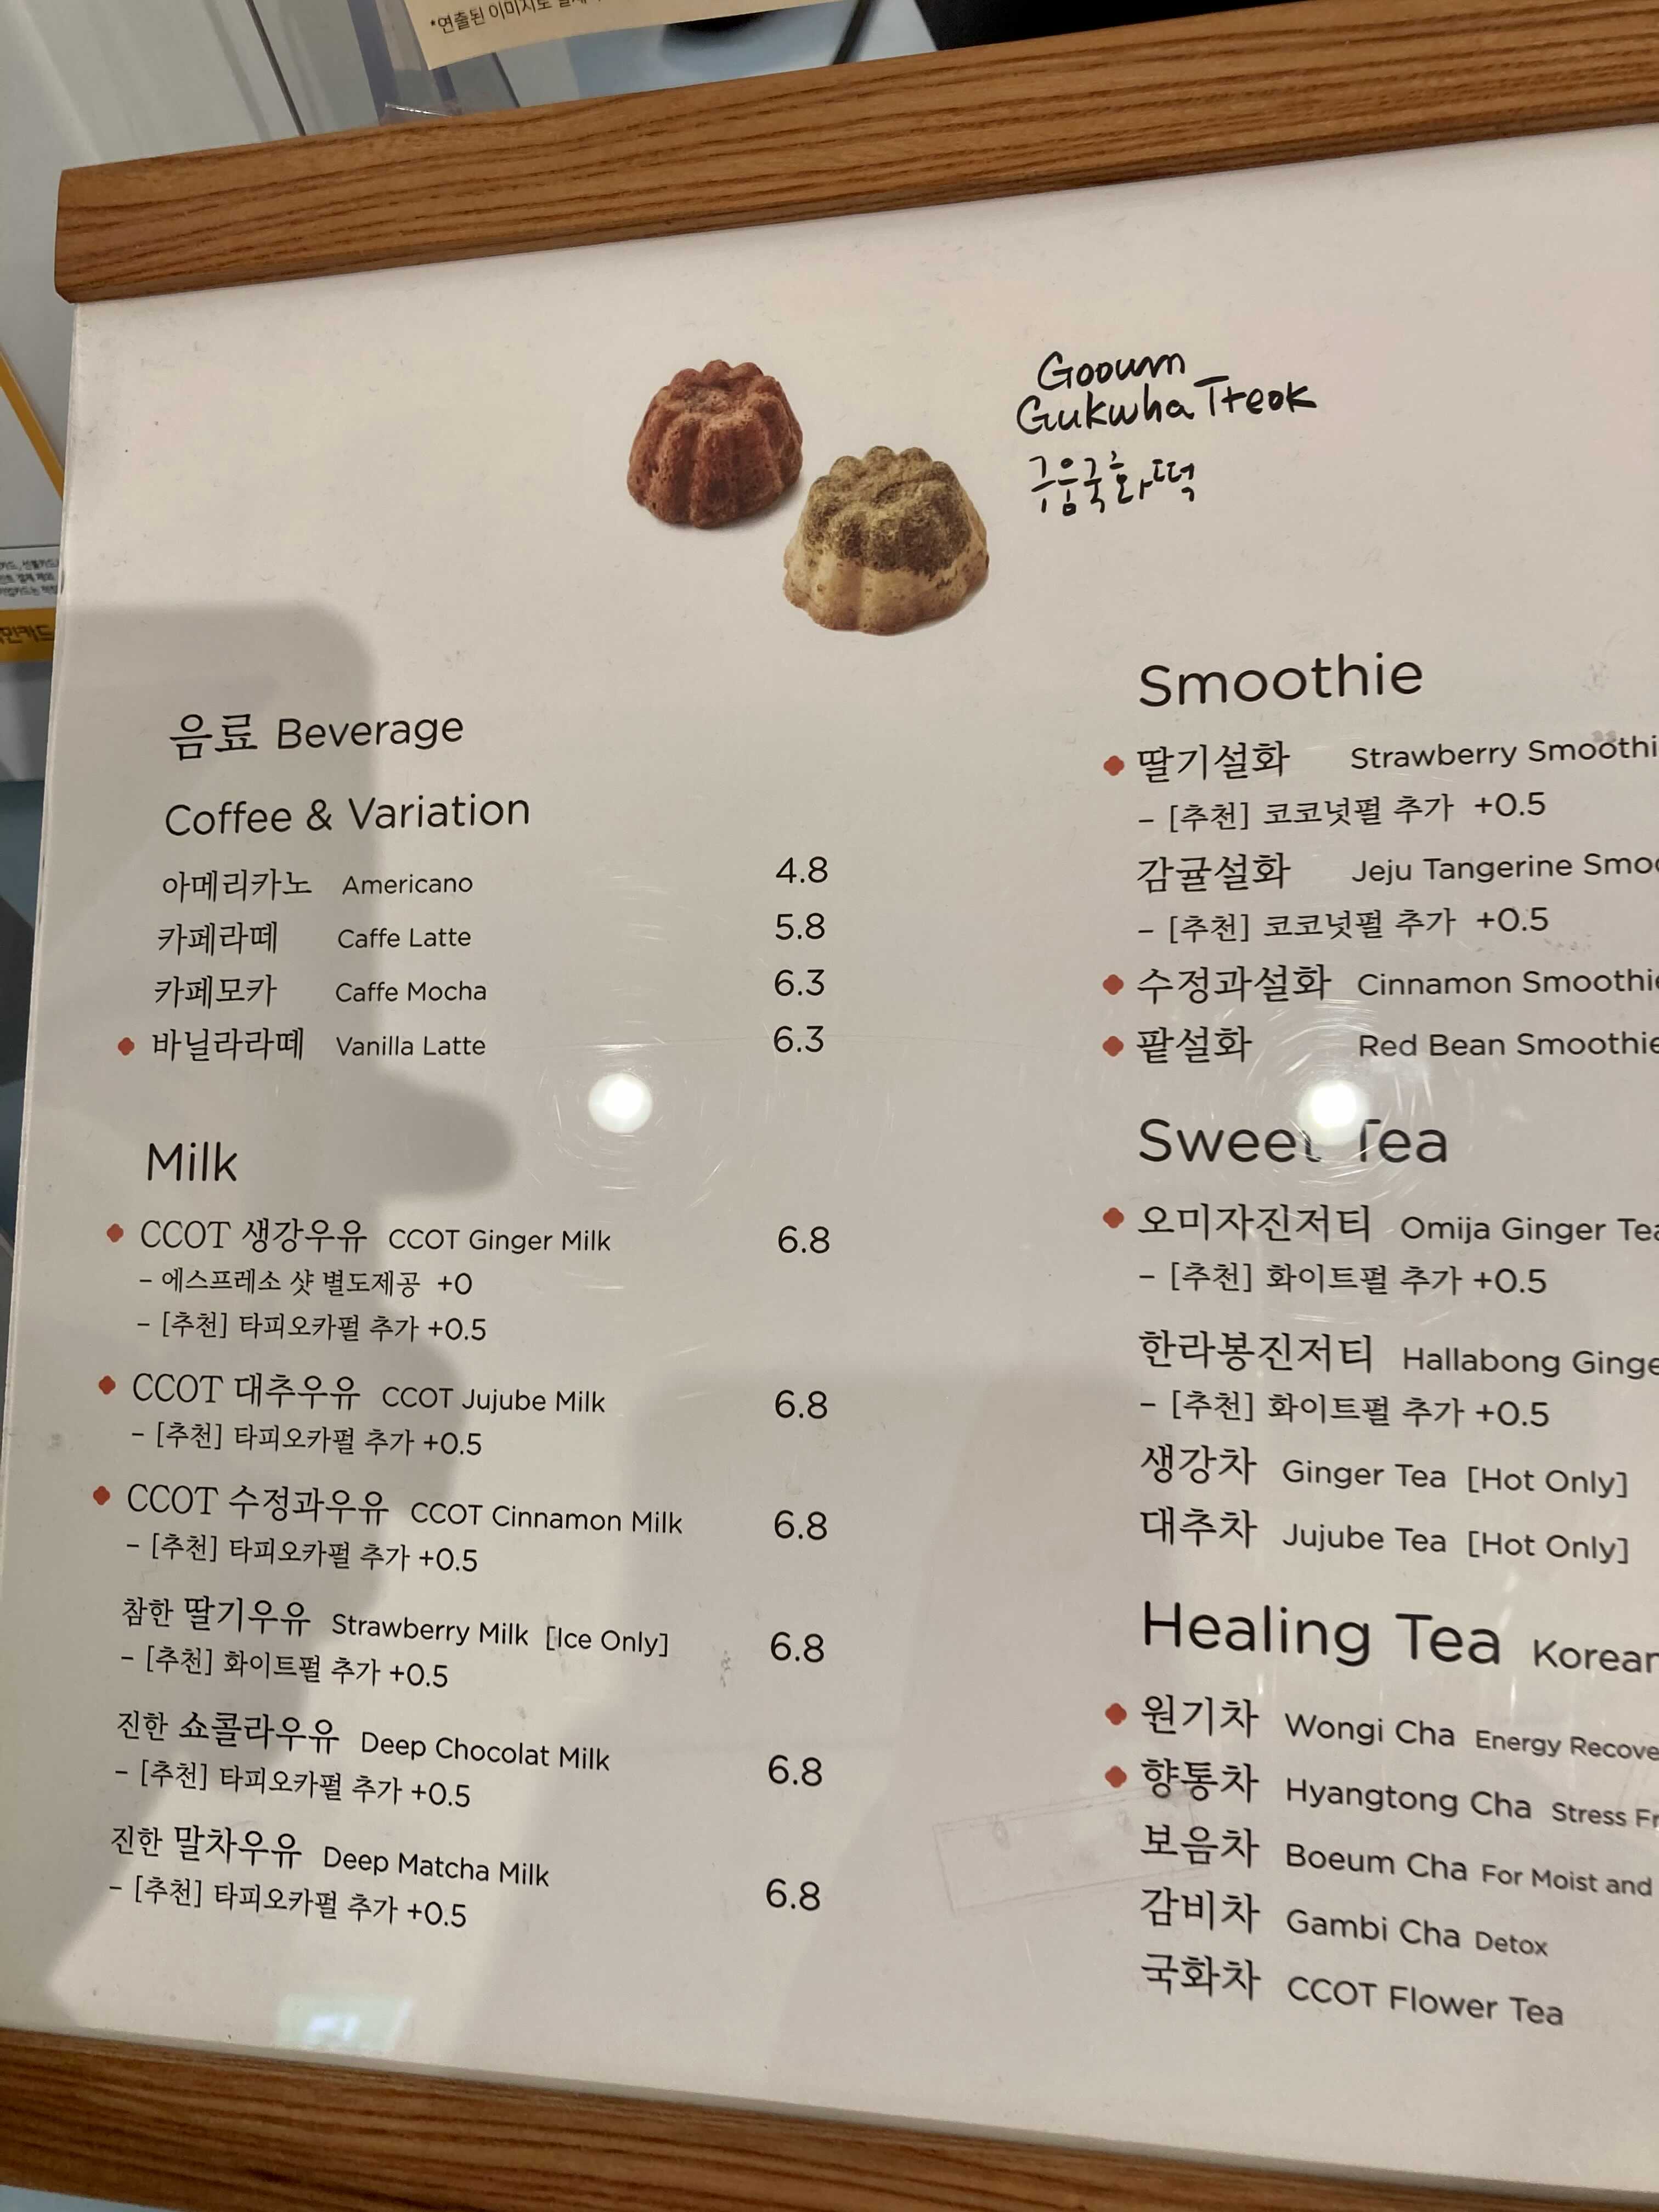 *연출된 이미지로
Gooum
Gukwha Tteok
구움국화떡
음료 Beverage
Coffee & Variation
아메리카노 Americano 4.8
카페라떼 Caffe Latte 5.8
카페모카 Caffe Mocha 6.3
바닐라라떼 Vanilla Latte 6.3
Milk
CCOT 생강우유 CCOT Ginger Milk 6.8
– 에스프레소 샷 별도제공 +0
– [추천] 타피오카펄 추가 +0.5
CCOT 대추우유 CCOT Jujube Milk 6.8
– [추천] 타피오카펄 추가 +0.5
CCOT 수정과우유 CCOT Cinnamon Milk 6.8
– [추천] 타피오카펄 추가 +0.5
참한 딸기우유 Strawberry Milk [Ice Only] 6.8
– [추천] 화이트펄 추가 +0.5
진한 쇼콜라우유 Deep Chocolat Milk 6.8
– [추천] 타피오카펄 추가 +0.5
진한 말차우유 Deep Matcha Milk 6.8
– [추천] 타피오카펄 추가 +0.5
Smoothie
딸기설화 Strawberry Smoothi
– [추천] 코코넛펄 추가 +0.5
감귤설화 Jeju Tangerine Smoo
– [추천] 코코넛펄 추가 +0.5
수정과설화 Cinnamon Smoothie
팥설화 Red Bean Smoothie
Sweet Tea
오미자진저티 Omija Ginger Tea
– [추천] 화이트펄 추가 +0.5
한라봉진저티 Hallabong Ginge
– [추천] 화이트펄 추가 +0.5
생강차 Ginger Tea [Hot Only]
대추차 Jujube Tea [Hot Only]
Healing Tea Korean
원기차 Wongi Cha Energy Recove
향통차 Hyangtong Cha Stress Fr
보음차 Boeum Cha For Moist and
감비차 Gambi Cha Detox
국화차 CCOT Flower Tea